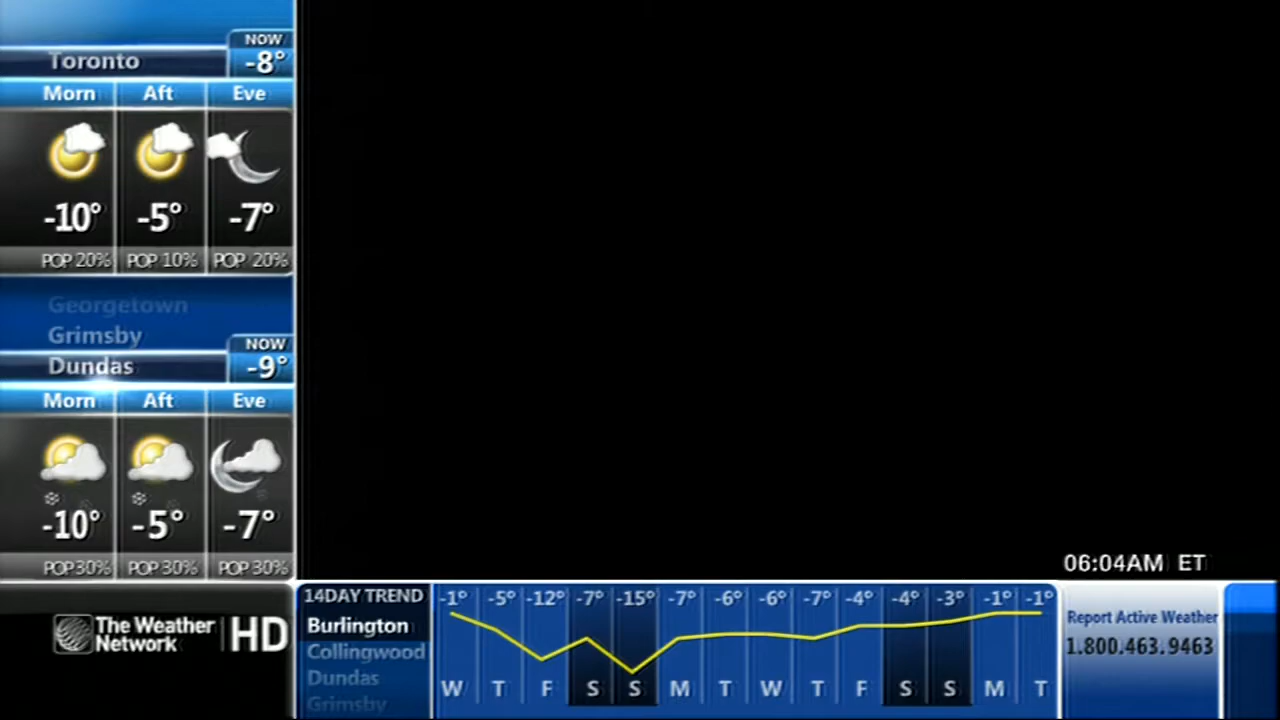 NOW
Toronto -8°
Morn Aft Eve
-10° -5° -7°
POP 20% POP 10% POP 20%
Georgetown
Grimsby
NOW
Dundas -9°
Morn Aft Eve
-10° -5° -7°
POP 30% POP 30% POP 30%
The Weather
Network HD
06:04AM ET
14DAY TREND
Burlington
Collingwood
Dundas
Grimsby
-1° -5° -12° -7° -15° -7° -6° -6° -7° -4° -4° -3° -1° -1°
W T F S S M T W T F S S M T
Report Active Weather
1.800.463.9463